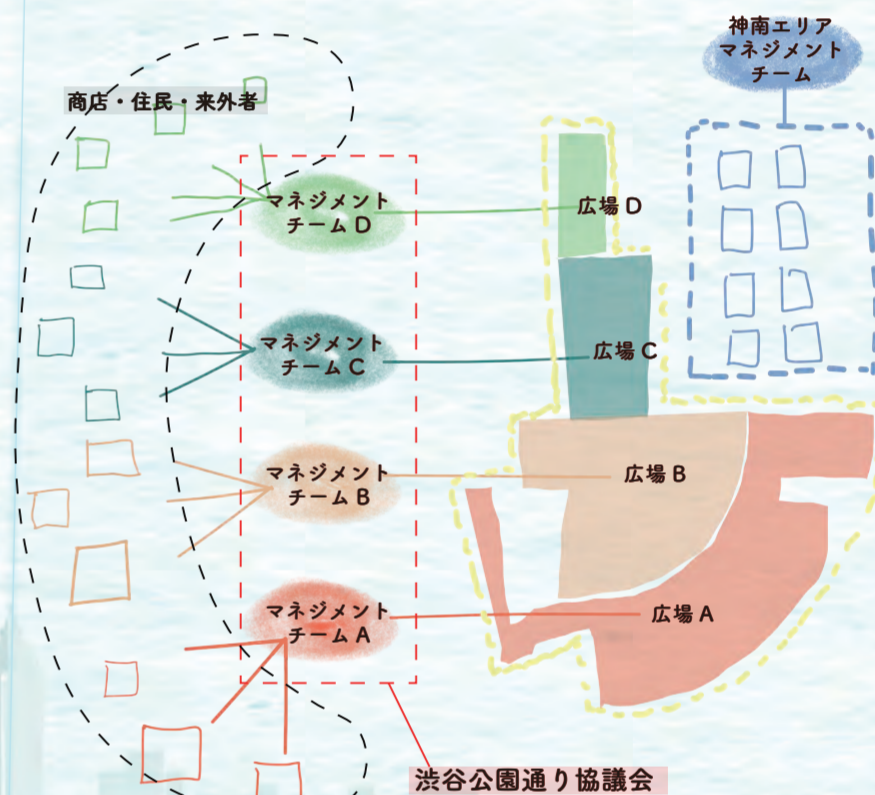 神南エリア
マネジメント
チーム
商店・住民・来外者
マネジメント
チームD
広場D
マネジメント
チームC
広場C
マネジメント
チームB
広場B
マネジメント
チームA
広場A
渋谷公園通り協議会